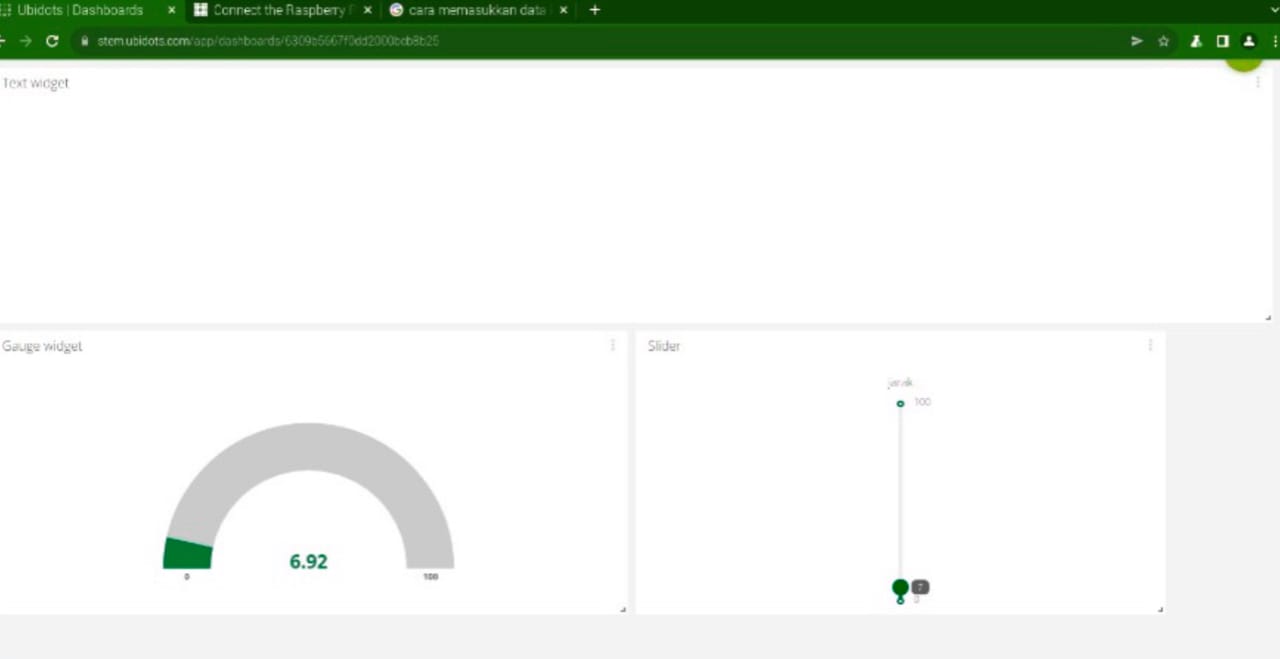 Ubidots | Dashboards
Connect the Raspberry
cara memasukkan data
stem.ubidots.com/app/dashboards/
Text widget
Gauge widget
6.92
0
100
Slider
jarak
100
7
0